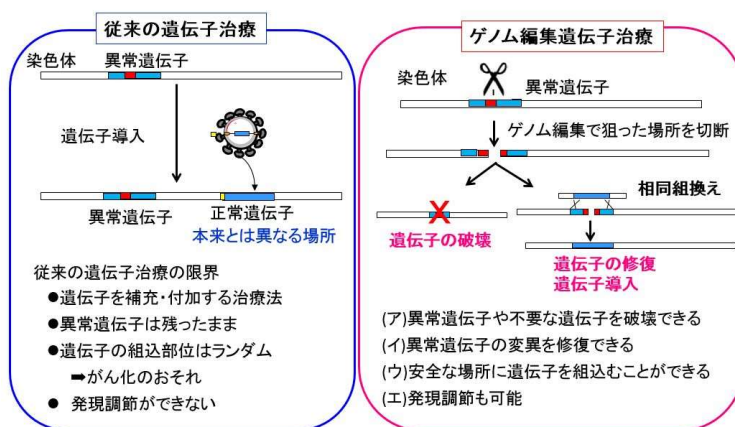 従来の遺伝子治療
染色体 異常遺伝子
遺伝子導入
異常遺伝子 正常遺伝子
本来とは異なる場所
従来の遺伝子治療の限界
●遺伝子を補充・付加する治療法
●異常遺伝子は残ったまま
●遺伝子の組込部位はランダム
➡がん化のおそれ
● 発現調節ができない
ゲノム編集遺伝子治療
染色体
異常遺伝子
ゲノム編集で狙った場所を切断
相同組換え
遺伝子の破壊
遺伝子の修復
遺伝子導入
(ア)異常遺伝子や不要な遺伝子を破壊できる
(イ)異常遺伝子の変異を修復できる
(ウ)安全な場所に遺伝子を組込むことができる
(エ)発現調節も可能